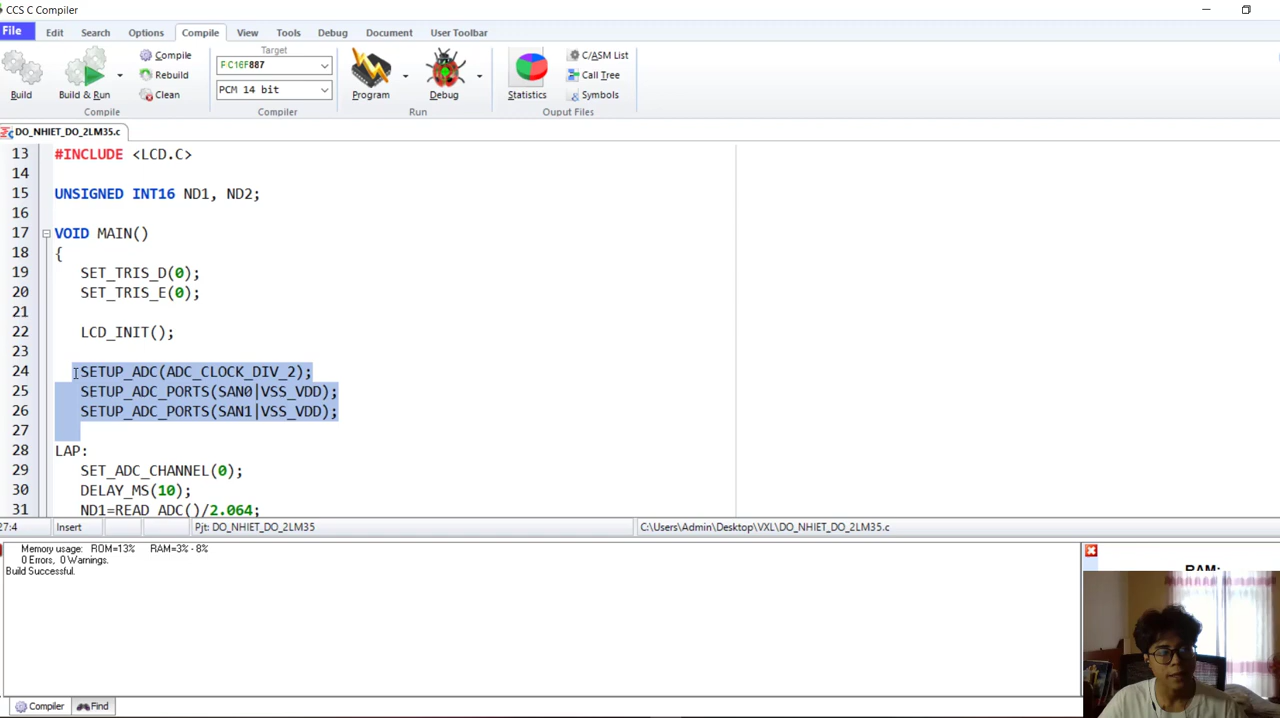 CCS C Compiler
File Edit Search Options Compile View Tools Debug Document User Toolbar
Build
Build & Run
Compile
Rebuild
Clean
Compile
Target
PIC16F887
PCM 14 bit
Compiler
Program
Debug
Run
Statistics
C/ASM List
Call Tree
Symbols
Ouput Files
DO_NHIET_DO_2LM35.c
13 #INCLUDE <LCD.C>
14
15 UNSIGNED INT16 ND1, ND2;
16
17 VOID MAIN()
18 {
19 SET_TRIS_D(0);
20 SET_TRIS_E(0);
21
22 LCD_INIT();
23
24 SETUP_ADC(ADC_CLOCK_DIV_2);
25 SETUP_ADC_PORTS(SAN0|VSS_VDD);
26 SETUP_ADC_PORTS(SAN1|VSS_VDD);
27
28 LAP:
29 SET_ADC_CHANNEL(0);
30 DELAY_MS(10);
31 ND1=READ_ADC()/2.064;
27:4 Insert Pjt: DO_NHIET_DO_2LM35 C:\Users\Admin\Desktop\VXL\DO_NHIET_DO_2LM35.c
Memory usage: ROM=13% RAM=3% - 8%
0 Errors, 0 Warnings.
Build Successful.
RAM:
Compiler Find